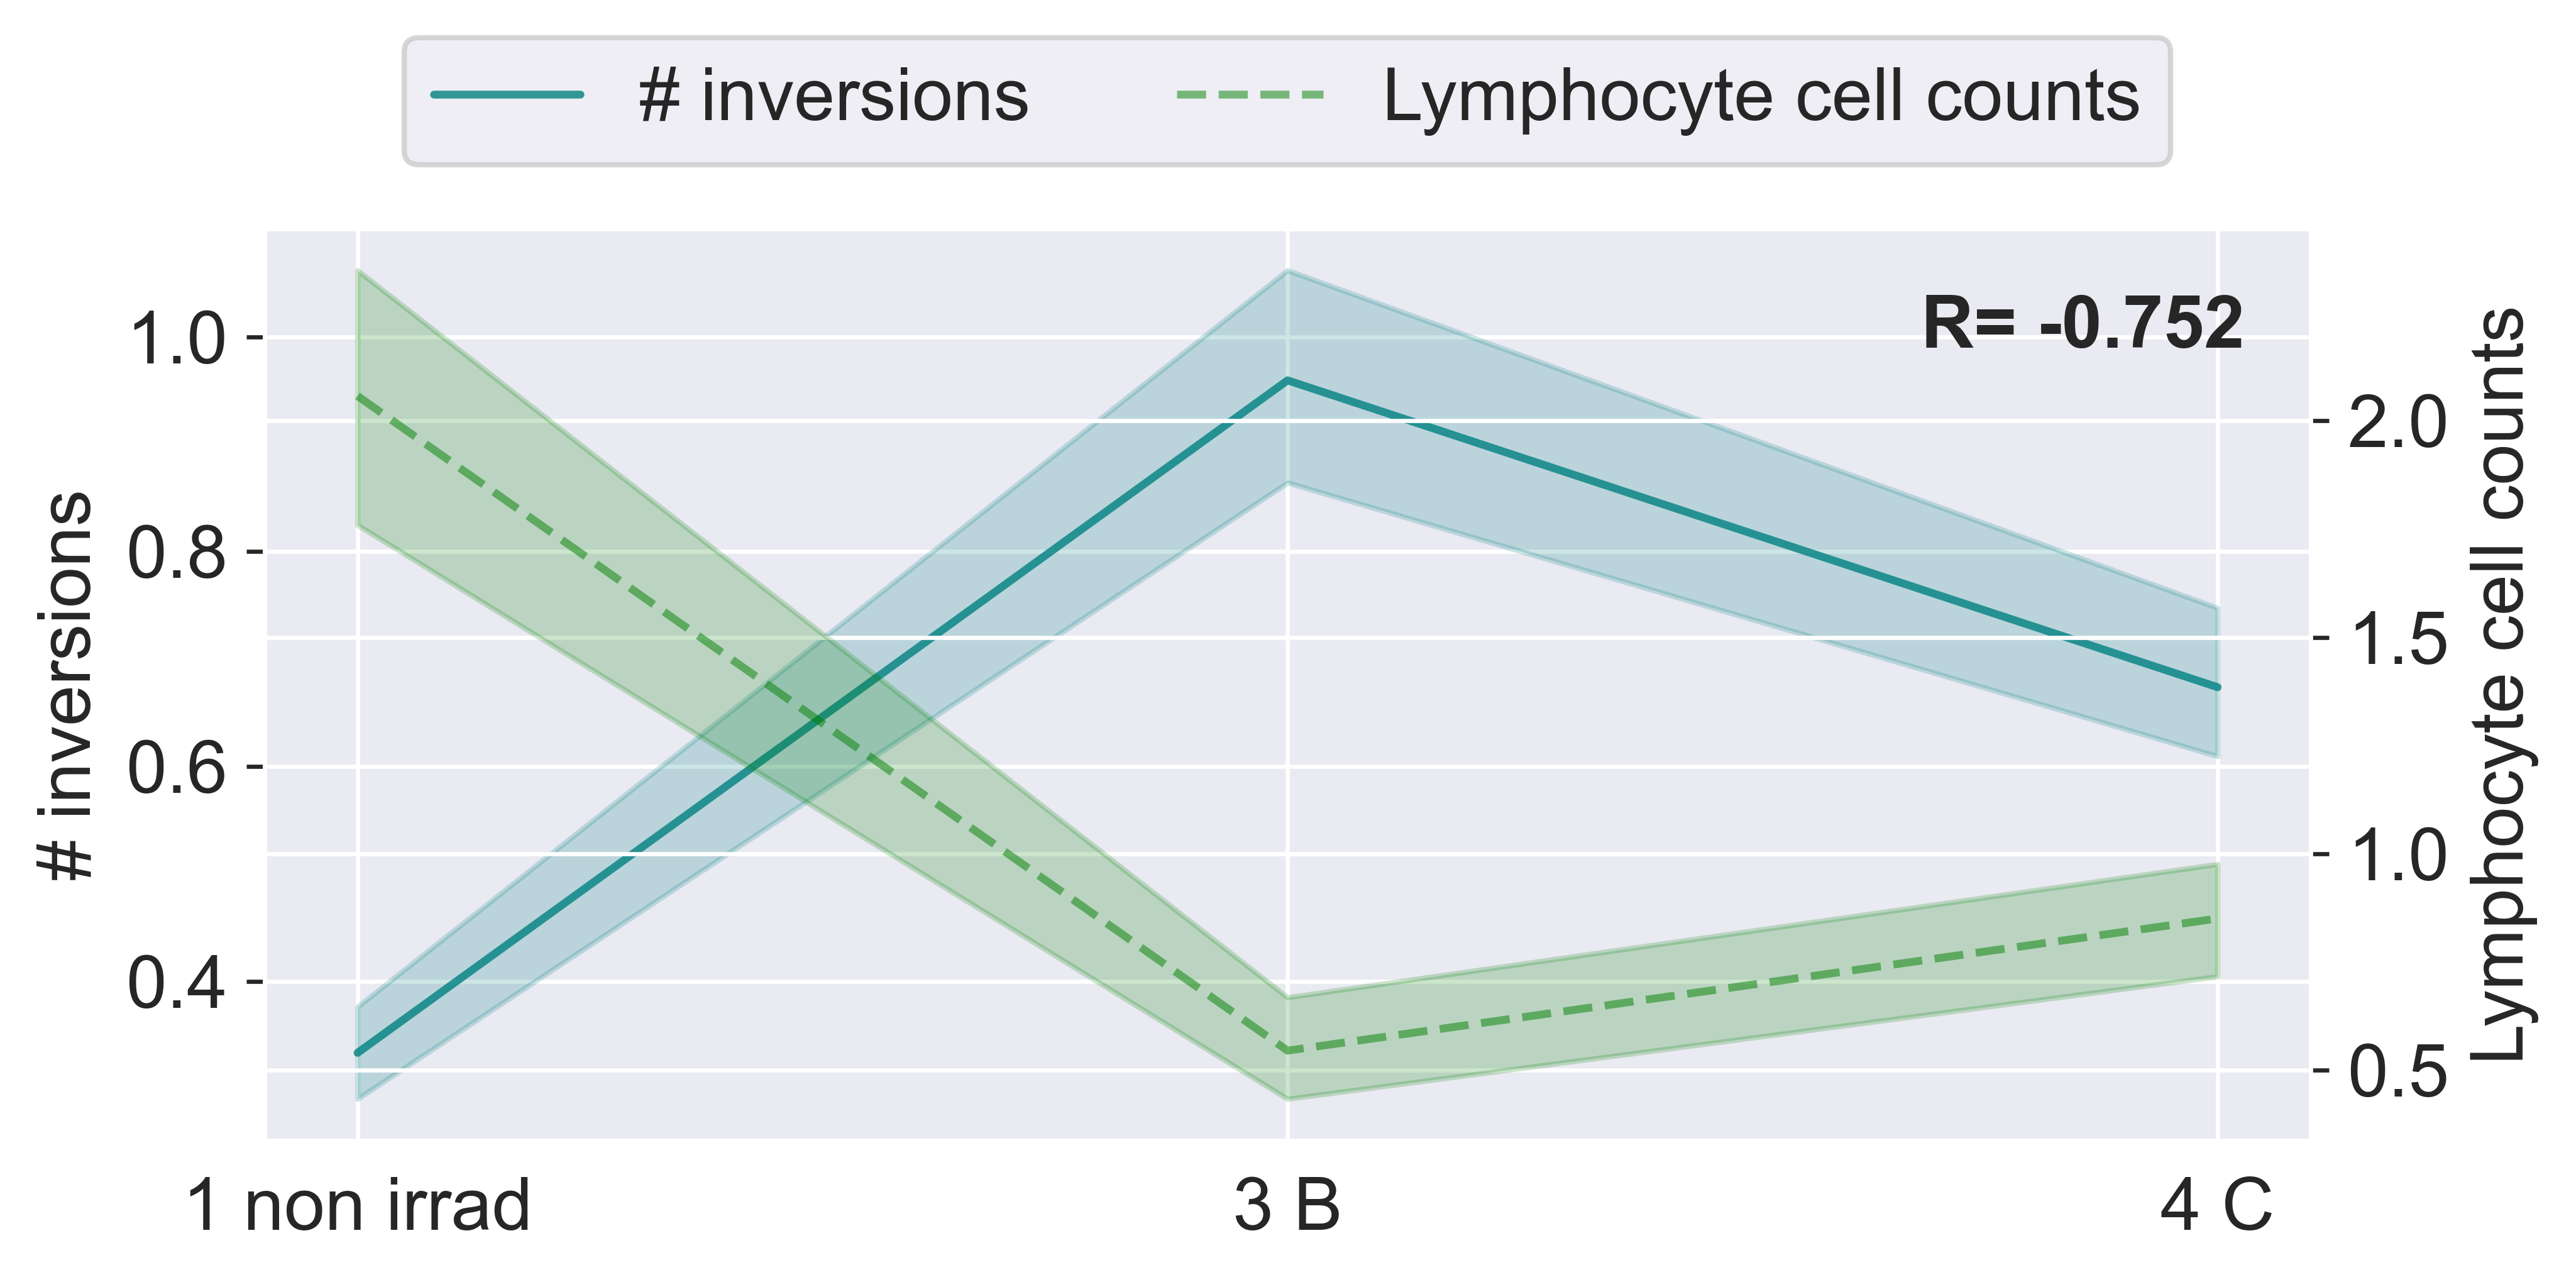 # inversions
Lymphocyte cell counts
R= -0.752
# inversions
1.0
0.8
0.6
0.4
Lymphocyte cell counts
2.0
1.5
1.0
0.5
1 non irrad
3 B
4 C